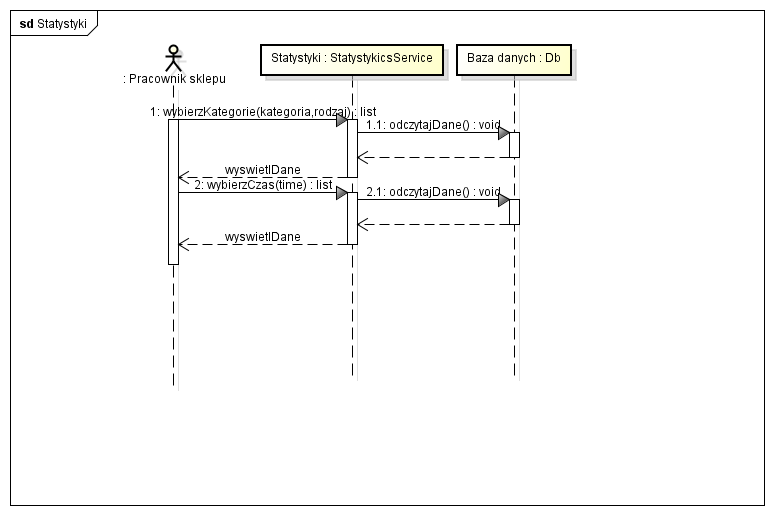 sd Statystyki
Statystyki : StatystykicsService
Baza danych : Db
: Pracownik sklepu
1: wybierzKategorie(kategoria,rodzaj) : list
1.1: odczytajDane() : void
wyswietlDane
2: wybierzCzas(time) : list
2.1: odczytajDane() : void
wyswietlDane